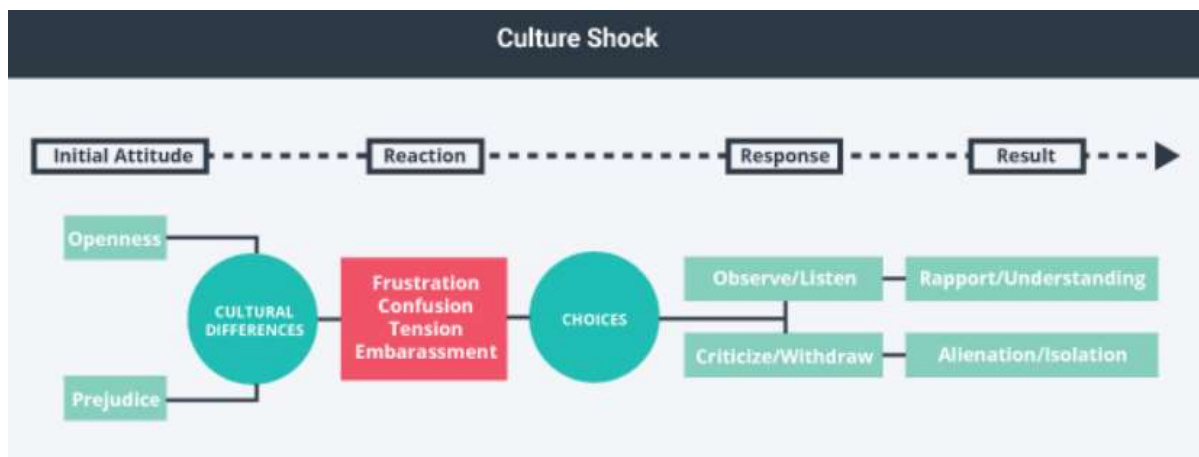 Culture Shock
Initial Attitude
Reaction
Response
Result
Openness
Prejudice
CULTURAL
DIFFERENCES
Frustration
Confusion
Tension
Embarassment
CHOICES
Observe/Listen
Rapport/Understanding
Criticize/Withdraw
Alienation/Isolation